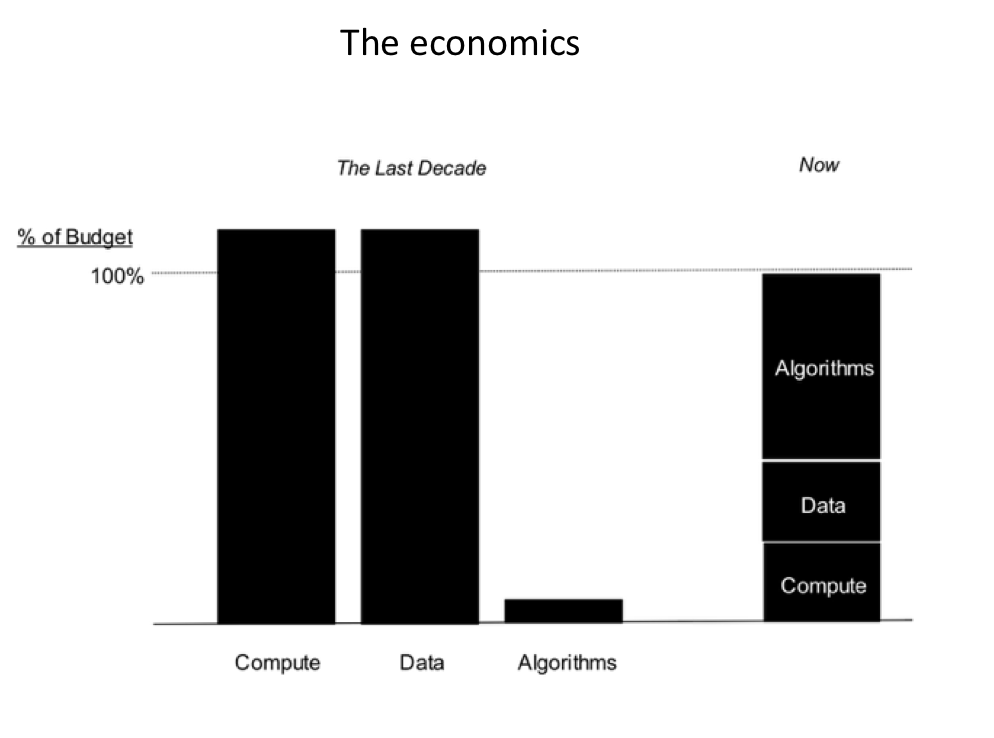 The economics
The Last Decade
Now
% of Budget
100%
Algorithms
Data
Compute
Compute
Data
Algorithms